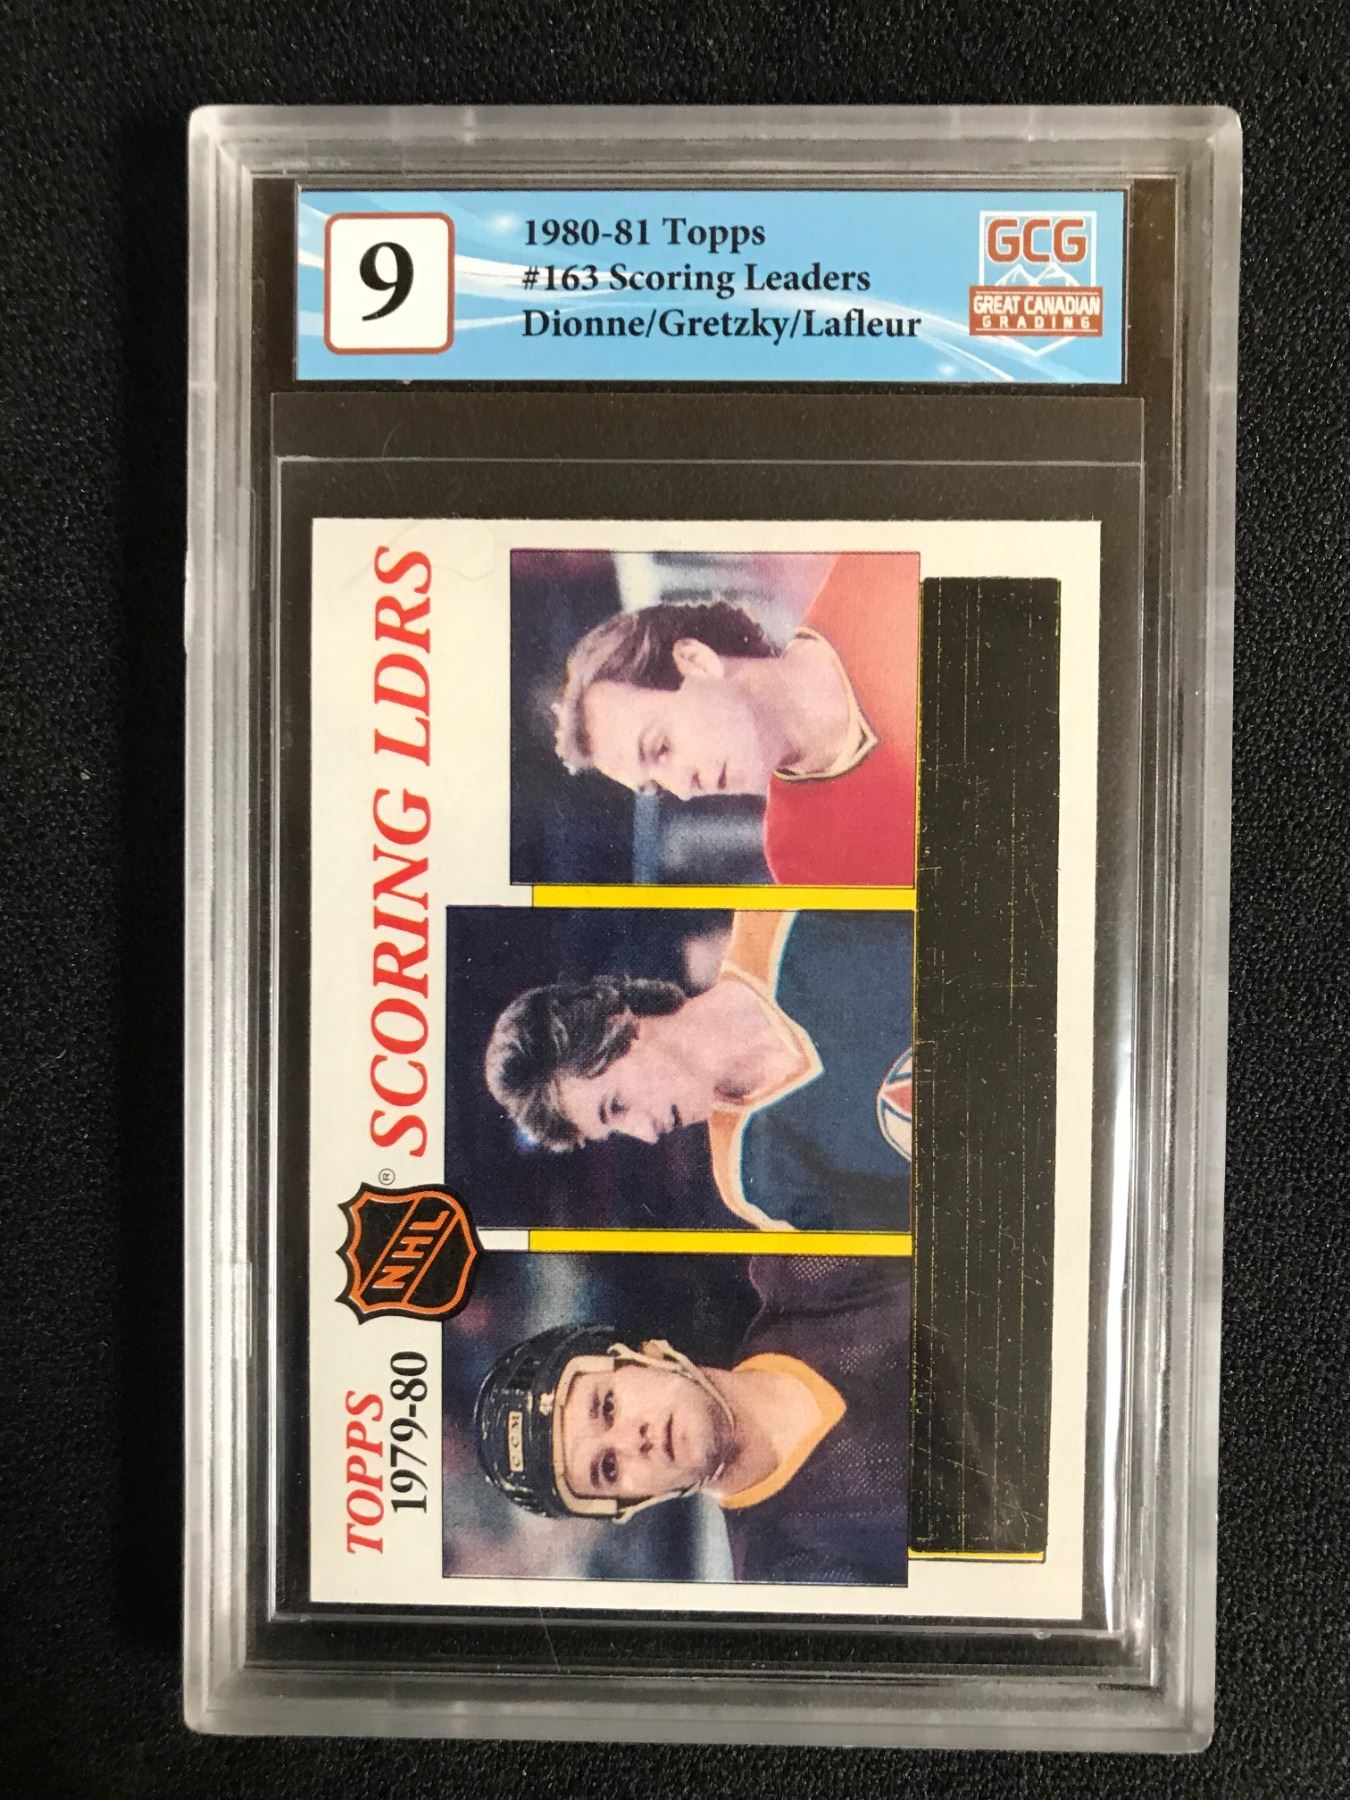 9
1980-81 Topps
#163 Scoring Leaders
Dionne/Gretzky/Lafleur
GCG
GREAT CANADIAN
GRADING
TOPPS
1979-80
NHL
®
SCORING LDRS
CCM